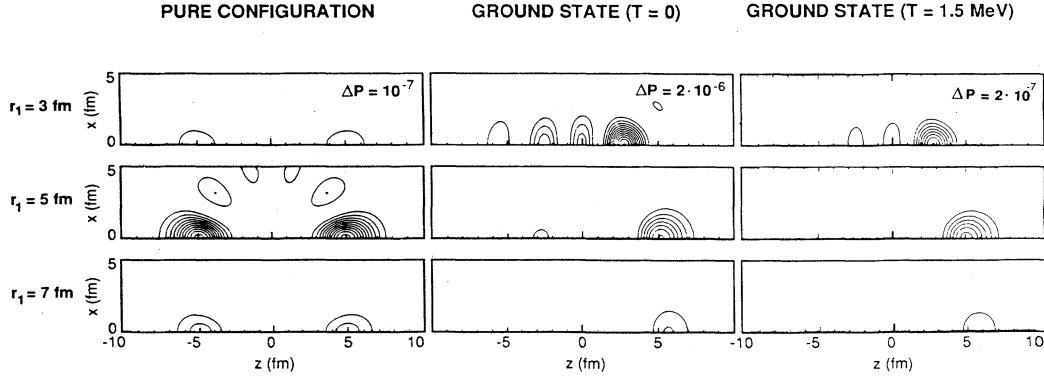 PURE CONFIGURATION GROUND STATE (T = 0) GROUND STATE (T = 1.5 MeV)
r₁ = 3 fm x (fm) 5 0 ΔP = 10⁻⁷ ΔP = 2·10⁻⁶ ΔP = 2·10⁻⁷
r₁ = 5 fm x (fm) 5 0
r₁ = 7 fm x (fm) 5 0
-10 -5 0 5 10 -5 0 5 -10 -5 0 5 10
z (fm) z (fm) z (fm)